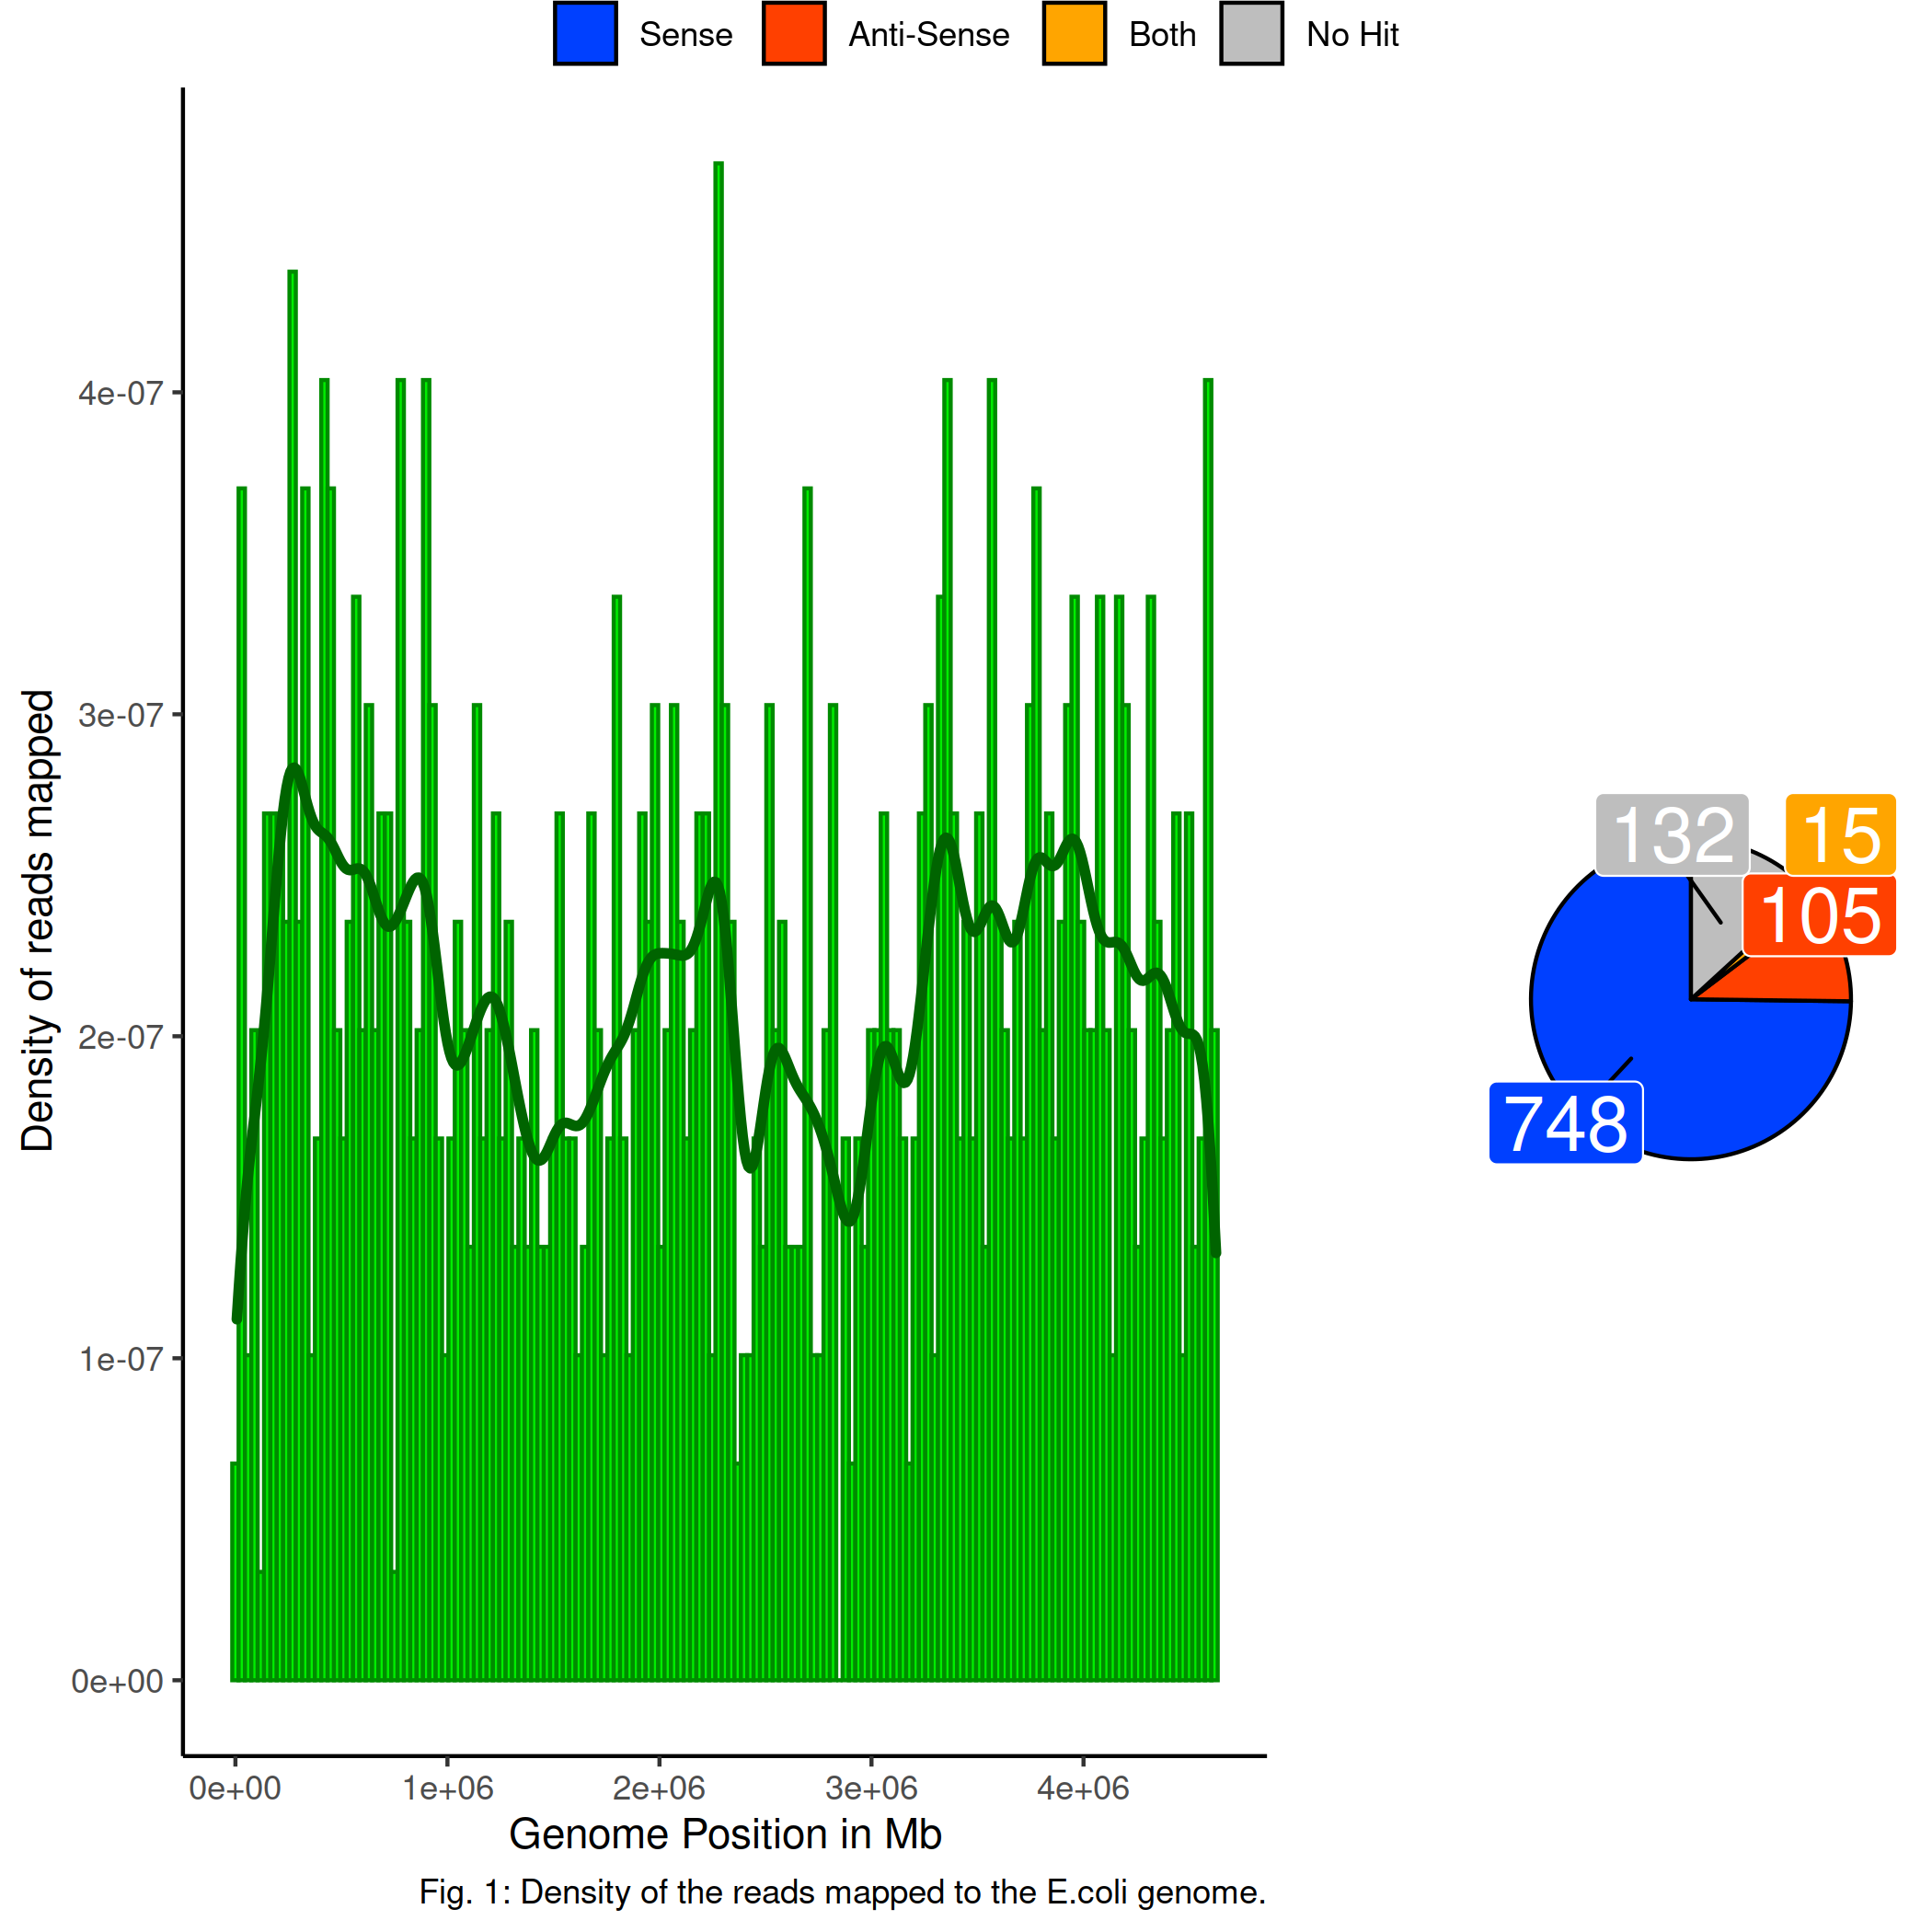 Sense Anti-Sense Both No Hit
Density of reads mapped
4e-07
3e-07
2e-07
1e-07
0e+00
0e+00 1e+06 2e+06 3e+06 4e+06
Genome Position in Mb
132 15
105
748
Fig. 1: Density of the reads mapped to the E.coli genome.